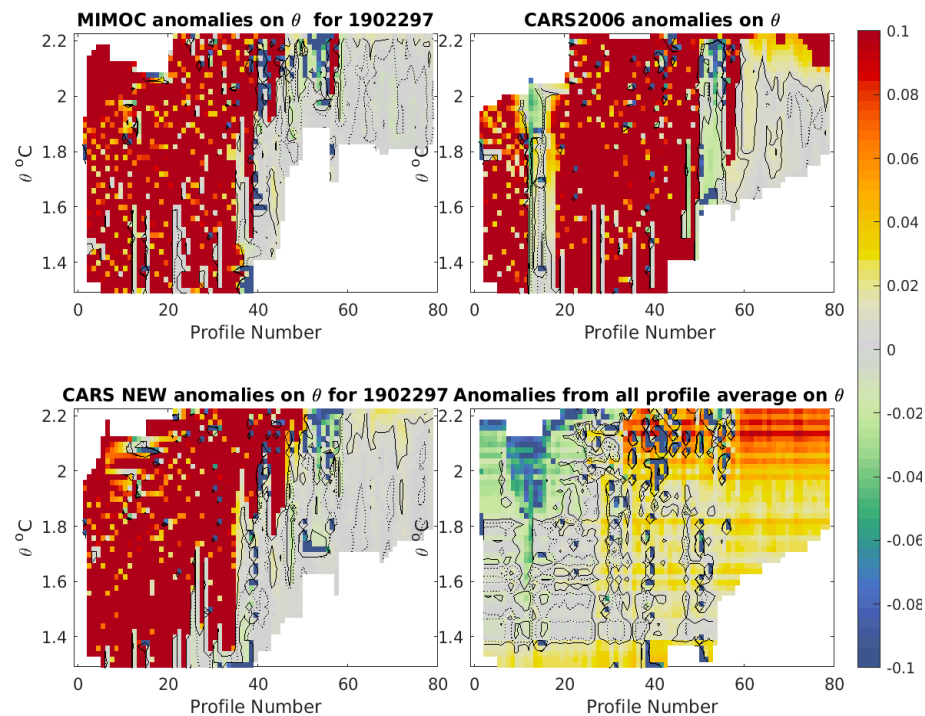 MIMOC anomalies on θ for 1902297
CARS2006 anomalies on θ
2.2
2
1.8
1.6
1.4
θ °C
0 20 40 60 80
Profile Number
2.2
2
1.8
1.6
1.4
θ °C
0 20 40 60 80
Profile Number
0.1
0.08
0.06
0.04
0.02
0
-0.02
-0.04
-0.06
-0.08
-0.1
CARS NEW anomalies on θ for 1902297
Anomalies from all profile average on θ
2.2
2
1.8
1.6
1.4
θ °C
0 20 40 60 80
Profile Number
2.2
2
1.8
1.6
1.4
θ °C
0 20 40 60 80
Profile Number